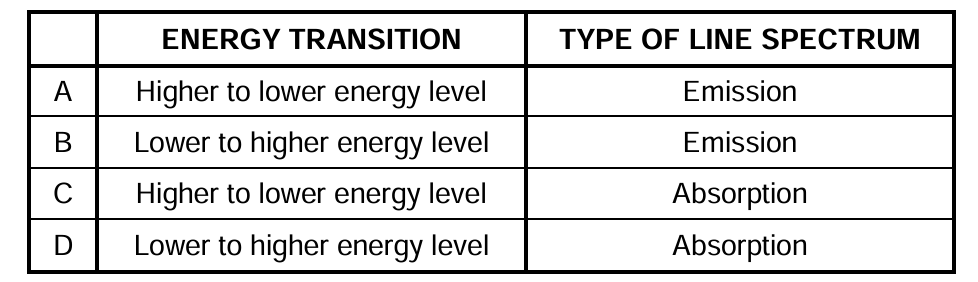 ENERGY TRANSITION TYPE OF LINE SPECTRUM
A Higher to lower energy level Emission
B Lower to higher energy level Emission
C Higher to lower energy level Absorption
D Lower to higher energy level Absorption